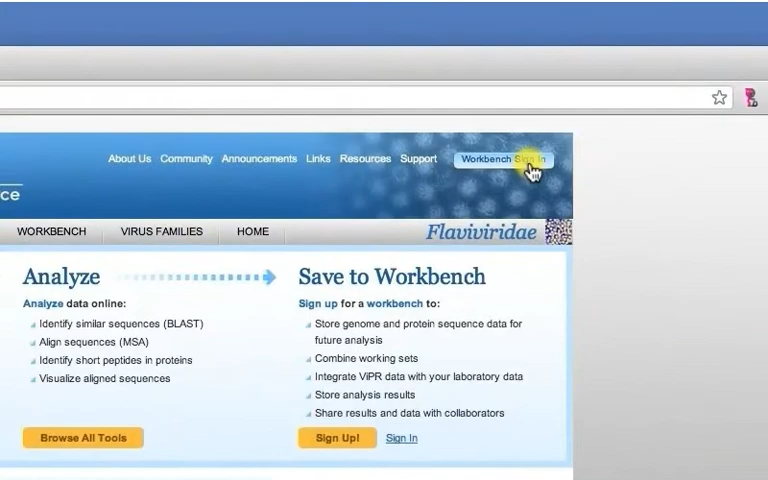 About Us Community Announcements Links Resources Support Workbench Sign In
ce
WORKBENCH VIRUS FAMILIES HOME Flaviviridae
Analyze
Analyze data online:
Identify similar sequences (BLAST)
Align sequences (MSA)
Identify short peptides in proteins
Visualize aligned sequences
Browse All Tools
Save to Workbench
Sign up for a workbench to:
Store genome and protein sequence data for
future analysis
Combine working sets
Integrate ViPR data with your laboratory data
Store analysis results
Share results and data with collaborators
Sign Up! Sign In